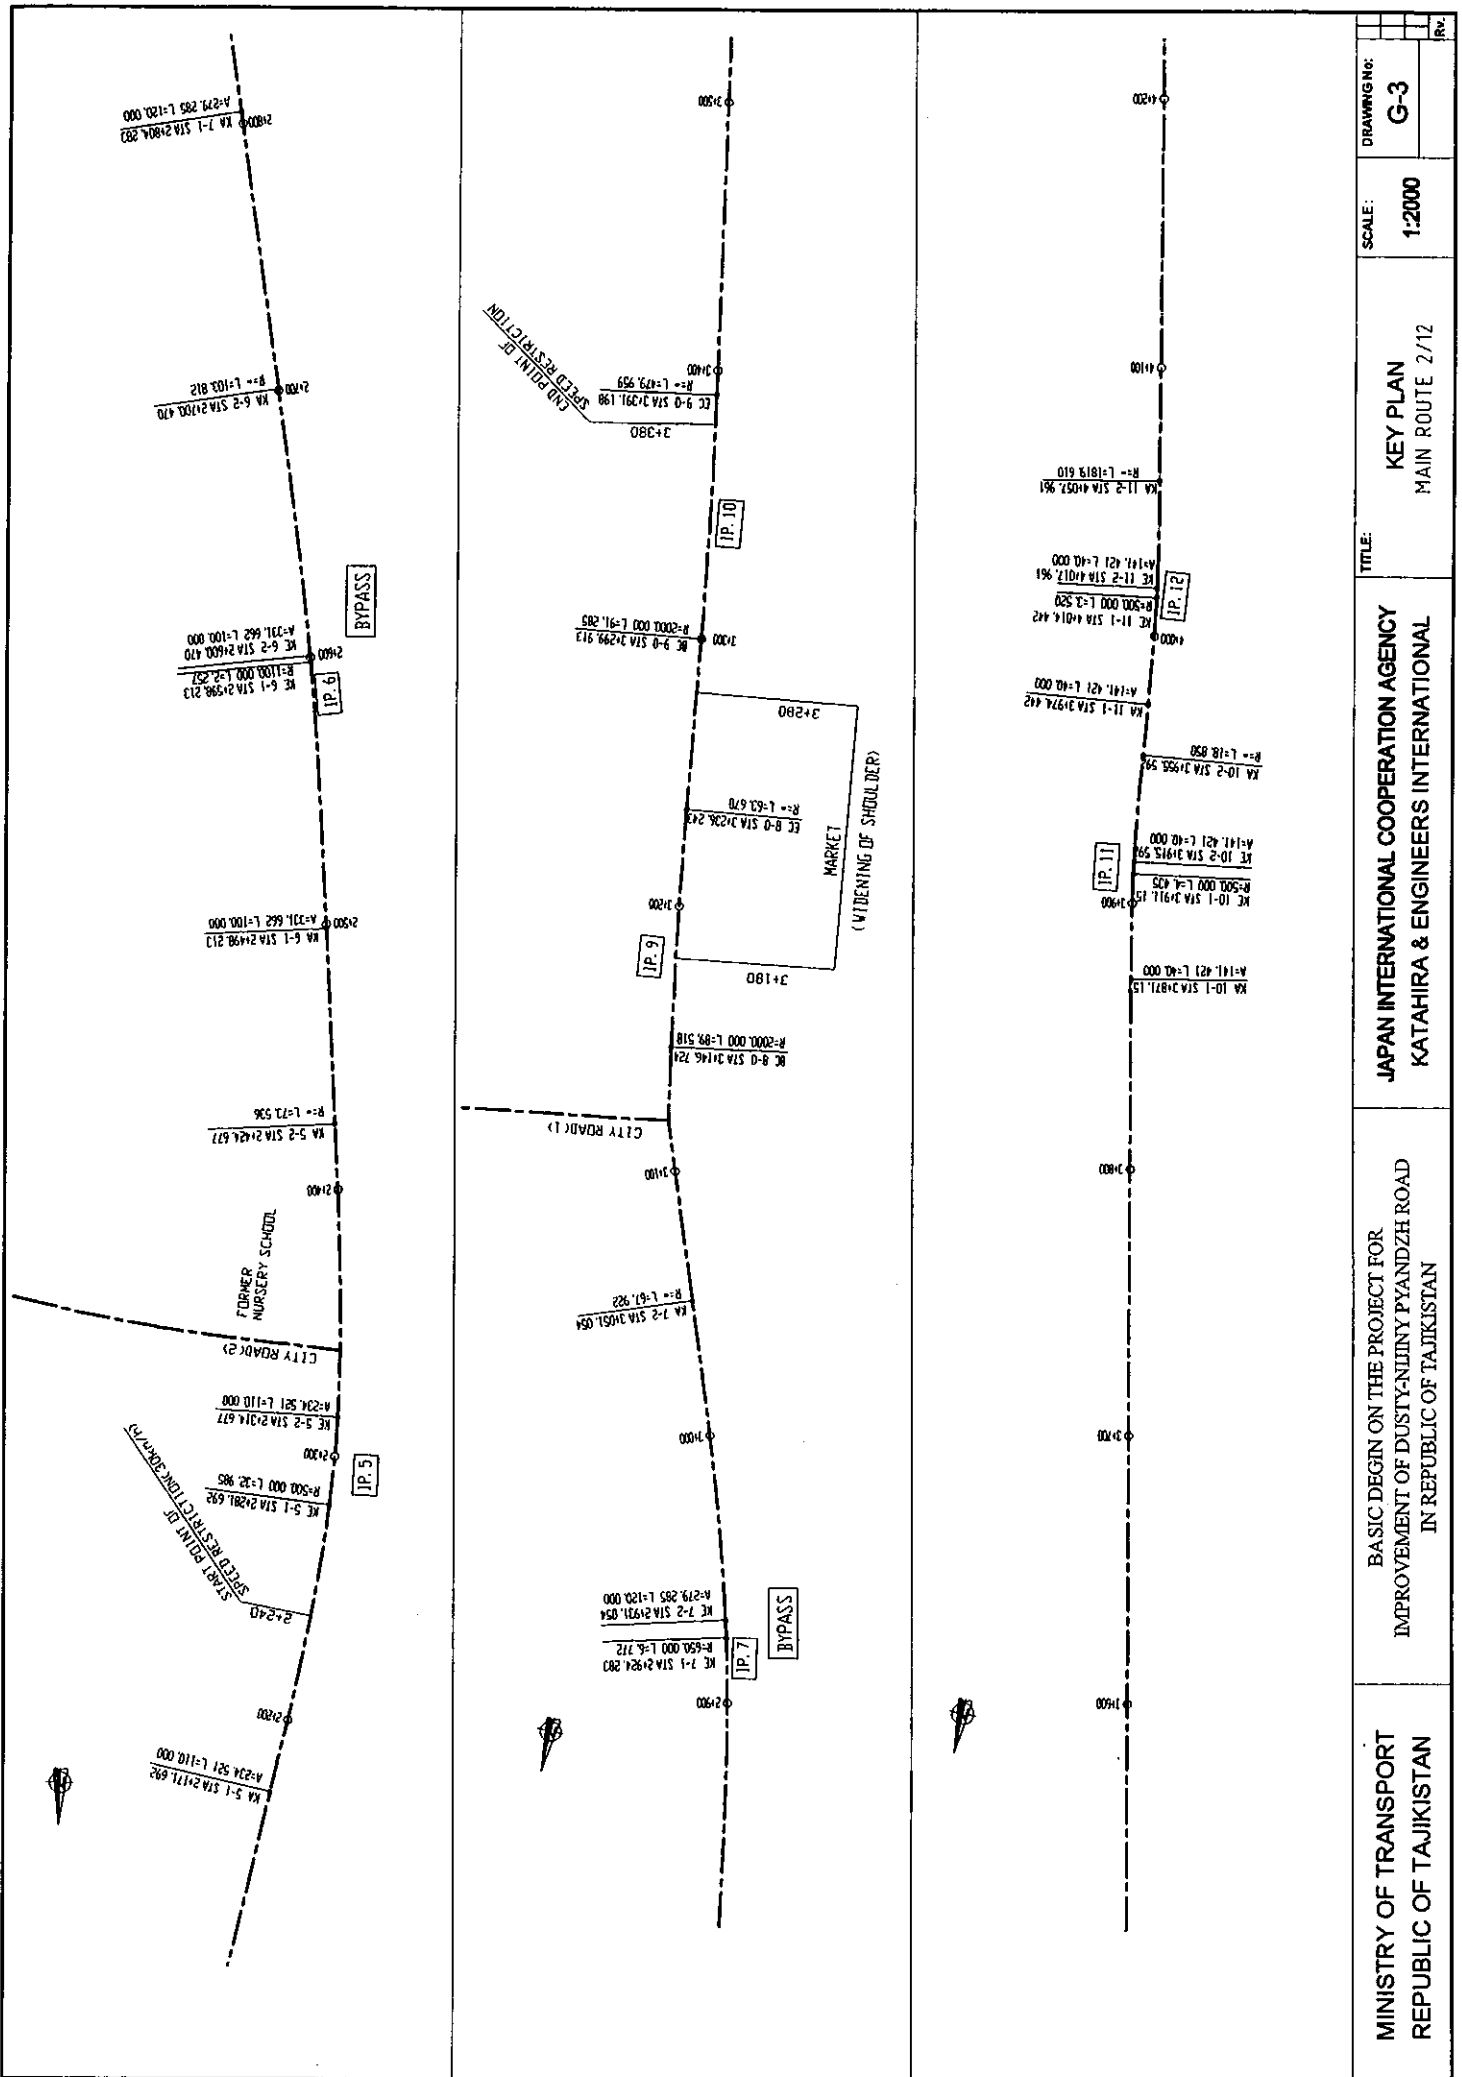 KA 5-1 STA 2+171. 692
A=234. 521 L=110. 000
2+200
2+240
START POINT OF
SPEED RESTRICTION(30km/h)
KE 5-1 STA 2+281. 692
R=500. 000 L=32. 985
2+300
IP. 5
KE 5-2 STA 2+314. 677
A=234. 521 L=110. 000
CITY ROAD(2)
FORMER
NURSERY SCHOOL
2+400
KA 5-2 STA 2+424. 677
R=∞ L=73. 536
KA 6-1 STA 2+498. 213
A=331. 662 L=100. 000
2+500
IP. 6
KE 6-1 STA 2+598. 213
R=1100. 000 L=2. 257
KE 6-2 STA 2+600. 470
A=331. 662 L=100. 000
2+600
BYPASS
KA 6-2 STA 2+700. 470
R=∞ L=103. 812
2+700
KA 7-1 STA 2+804. 283
A=279. 285 L=120. 000
2+800
2+900
IP. 7
KE 7-1 STA 2+924. 283
R=650. 000 L=6. 772
KE 7-2 STA 2+931. 054
A=279. 285 L=120. 000
BYPASS
3+000
KA 7-2 STA 3+051. 054
R=∞ L=67. 922
3+100
CITY ROAD(1)
BC 8-0 STA 3+146. 724
R=2000. 000 L=89. 518
3+180
IP. 9
3+200
EC 8-0 STA 3+236. 243
R=∞ L=63. 670
MARKET
(WIDENING OF SHOULDER)
3+280
BC 9-0 STA 3+299. 913
R=2000. 000 L=91. 285
3+300
IP. 10
3+380
END POINT OF
SPEED RESTRICTION
EC 9-0 STA 3+391. 198
R=∞ L=479. 959
3+400
3+500
3+600
3+700
3+800
KA 10-1 STA 3+871. 15
A=141. 421 L=40. 000
3+900
IP. 11
KE 10-1 STA 3+911. 15
R=500. 000 L=4. 435
KE 10-2 STA 3+915. 59
A=141. 421 L=40. 000
KA 10-2 STA 3+955. 59
R=∞ L=18. 850
KA 11-1 STA 3+974. 442
A=141. 421 L=40. 000
4+000
IP. 12
KE 11-1 STA 4+014. 442
R=500. 000 L=3. 520
KE 11-2 STA 4+017. 961
A=141. 421 L=40. 000
KA 11-2 STA 4+057. 961
R=∞ L=1819. 610
4+100
4+200
MINISTRY OF TRANSPORT
REPUBLIC OF TAJIKISTAN
BASIC DEGIN ON THE PROJECT FOR
IMPROVEMENT OF DUSTY-NIJINY PYANDZH ROAD
IN REPUBLIC OF TAJIKISTAN
JAPAN INTERNATIONAL COOPERATION AGENCY
KATAHIRA & ENGINEERS INTERNATIONAL
TITLE:
KEY PLAN
MAIN ROUTE 2/12
SCALE:
1:2000
DRAWING No:
G-3
Rv.